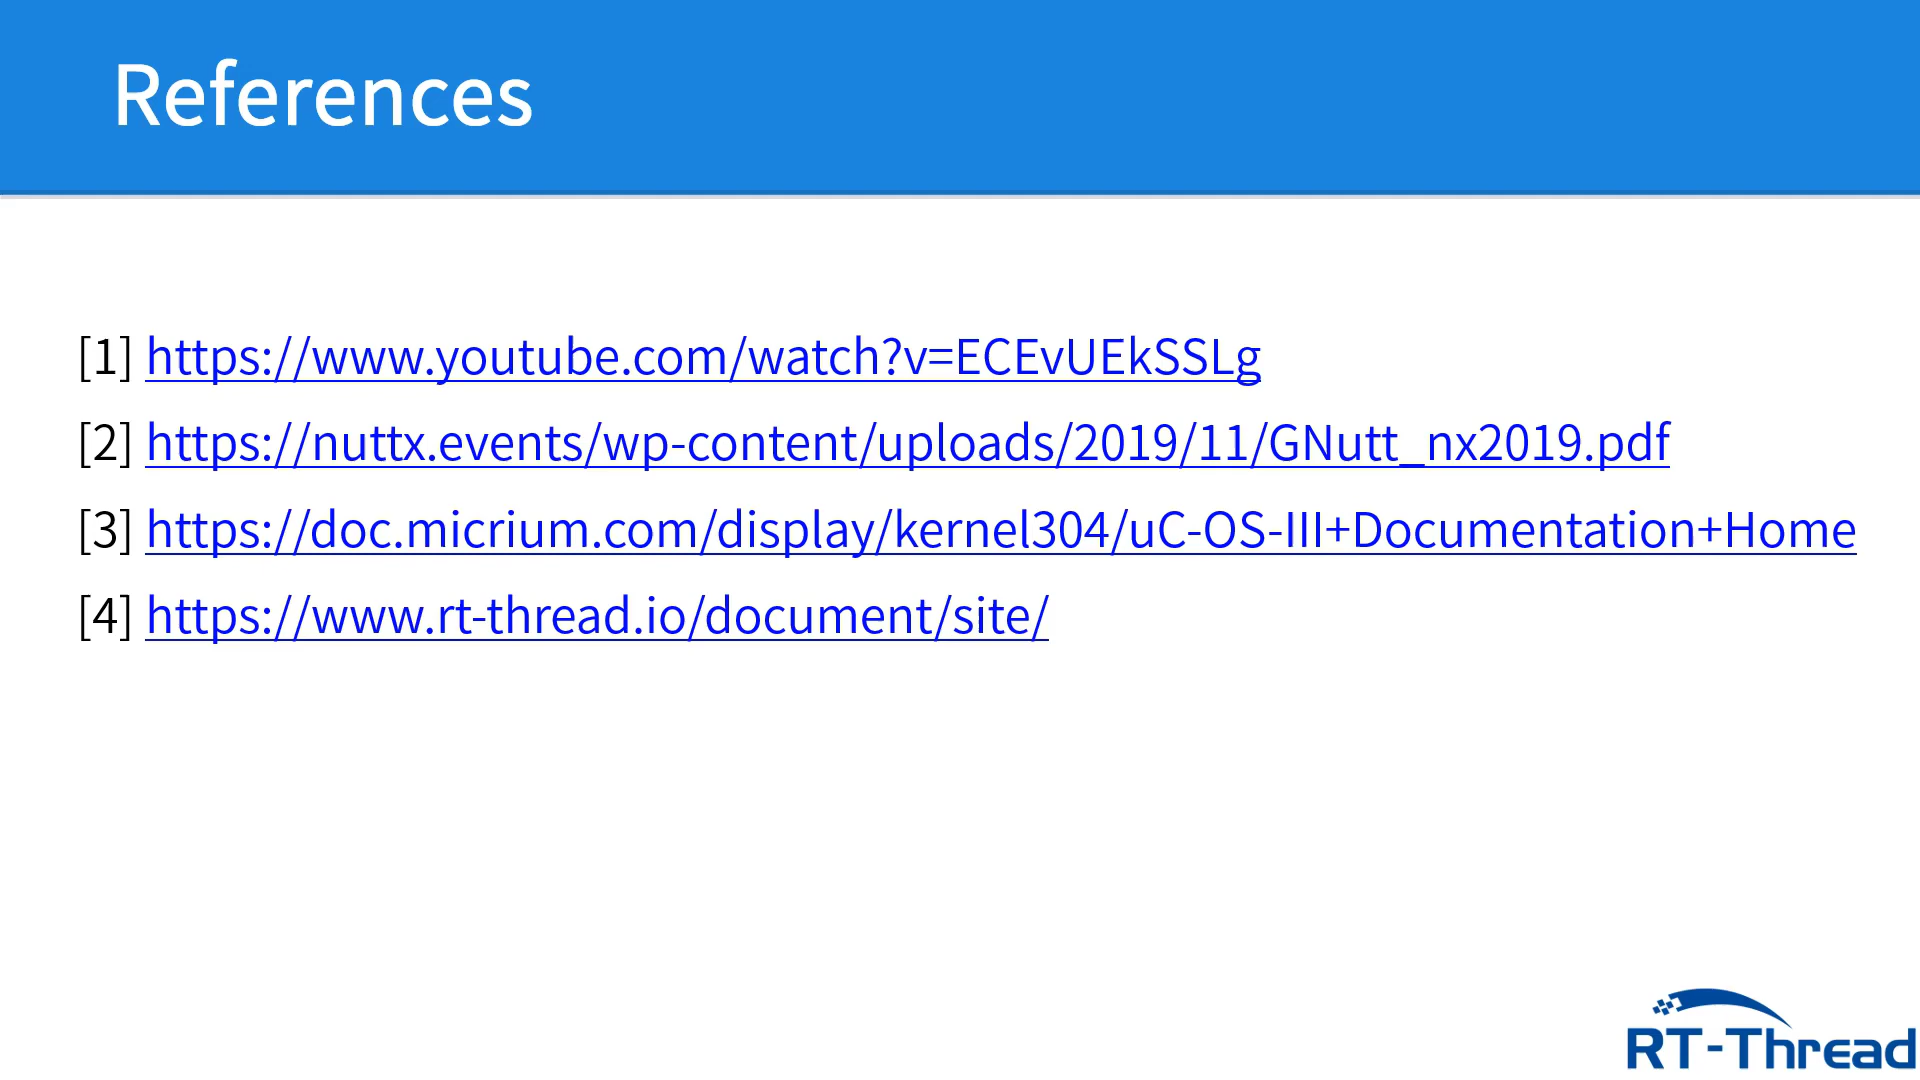 References
[1] https://www.youtube.com/watch?v=ECEvUEkSSLg
[2] https://nuttx.events/wp-content/uploads/2019/11/GNutt_nx2019.pdf
[3] https://doc.micrium.com/display/kernel304/uC-OS-III+Documentation+Home
[4] https://www.rt-thread.io/document/site/
RT-Thread